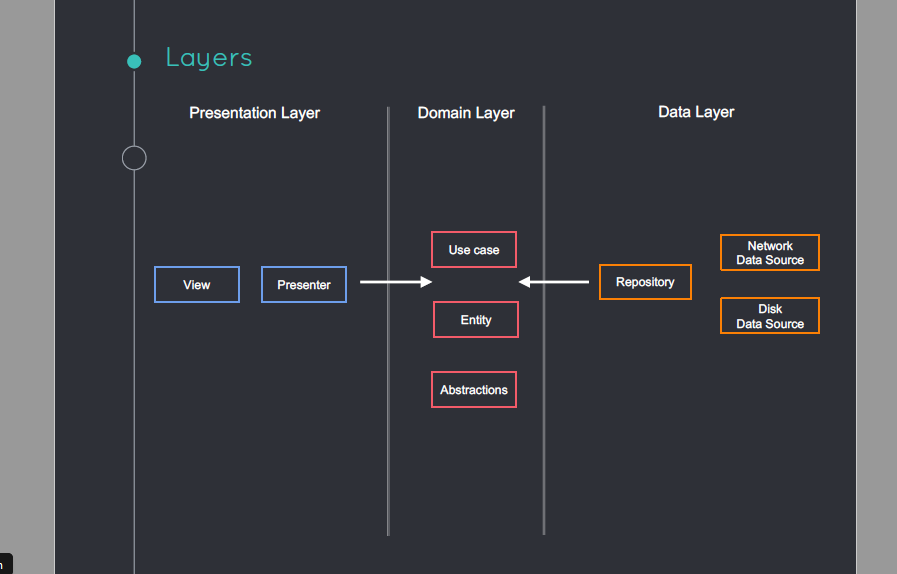 Layers
Presentation Layer
Domain Layer
Data Layer
View
Presenter
Use case
Entity
Abstractions
Repository
Network
Data Source
Disk
Data Source